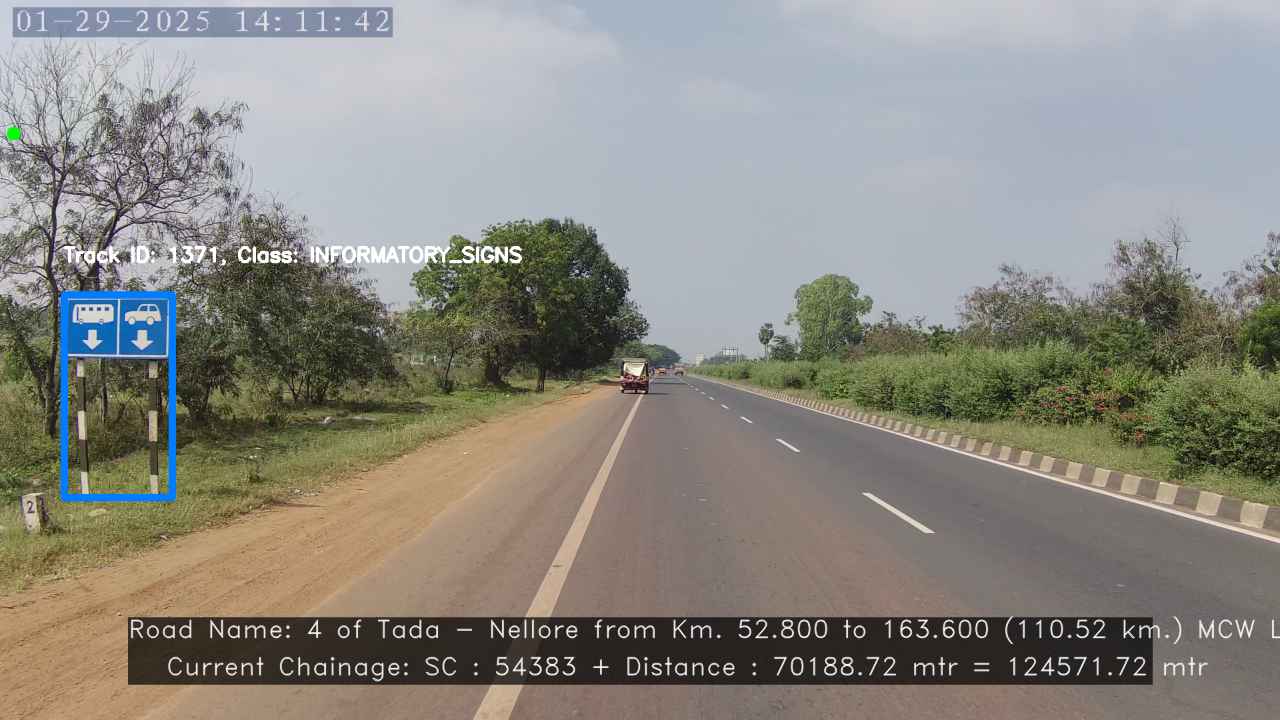 01-29-2025 14:11:42
Track ID: 1371, Class: INFORMATORY_SIGNS
2
Road Name: 4 of Tada - Nellore from Km. 52.800 to 163.600 (110.52 km.) MCW L
Current Chainage: SC : 54383 + Distance : 70188.72 mtr = 124571.72 mtr